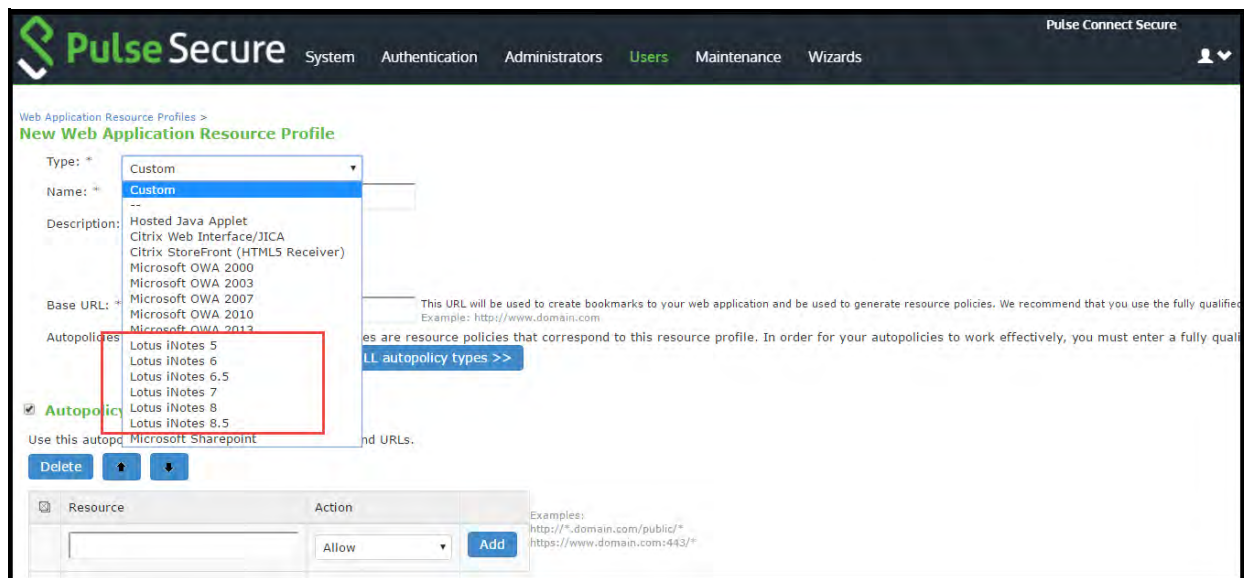 Pulse Connect Secure
Pulse Secure System Authentication Administrators Users Maintenance Wizards
Web Application Resource Profiles >
New Web Application Resource Profile
Type: * Custom
Name: * Custom
--
Description: Hosted Java Applet
Citrix Web Interface/JICA
Citrix StoreFront (HTML5 Receiver)
Microsoft OWA 2000
Microsoft OWA 2003
Base URL: * Microsoft OWA 2007 This URL will be used to create bookmarks to your web application and be used to generate resource policies. We recommend that you use the fully qualified
Microsoft OWA 2010 Example: http://www.domain.com
Microsoft OWA 2013
Autopolicies Lotus iNotes 5 es are resource policies that correspond to this resource profile. In order for your autopolicies to work effectively, you must enter a fully quali
Lotus iNotes 6 LL autopolicy types >>
Lotus iNotes 6.5
Lotus iNotes 7
Autopolicy Lotus iNotes 8
Lotus iNotes 8.5
Use this autopo Microsoft Sharepoint nd URLs.
Delete
Resource Action Examples:
http://*.domain.com/public/*
Allow Add https://www.domain.com:443/*